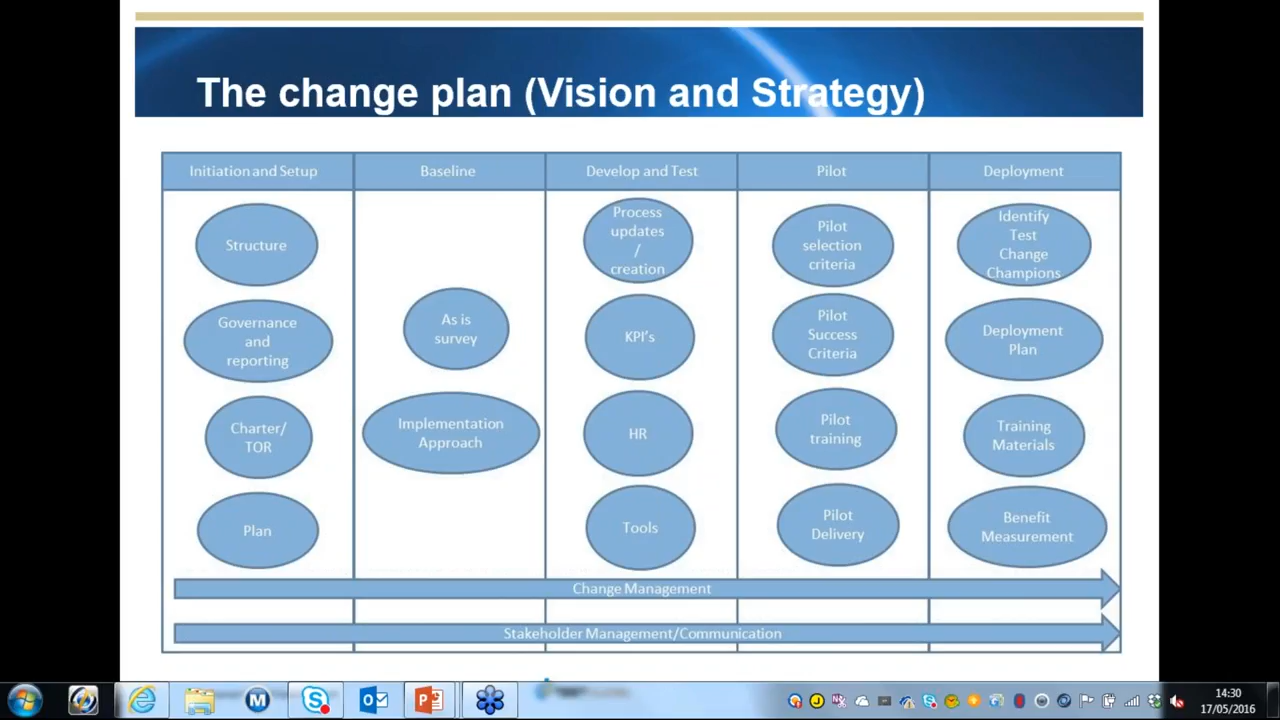 The change plan (Vision and Strategy)
Initiation and Setup
Baseline
Develop and Test
Pilot
Deployment
Structure
Governance
and
reporting
Charter/
TOR
Plan
As is
survey
Implementation
Approach
Process
updates
/
creation
KPI's
HR
Tools
Pilot
selection
criteria
Pilot
Success
Criteria
Pilot
training
Pilot
Delivery
Identify
Test
Change
Champions
Deployment
Plan
Training
Materials
Benefit
Measurement
Change Management
Stakeholder Management/Communication
14:30
17/05/2016